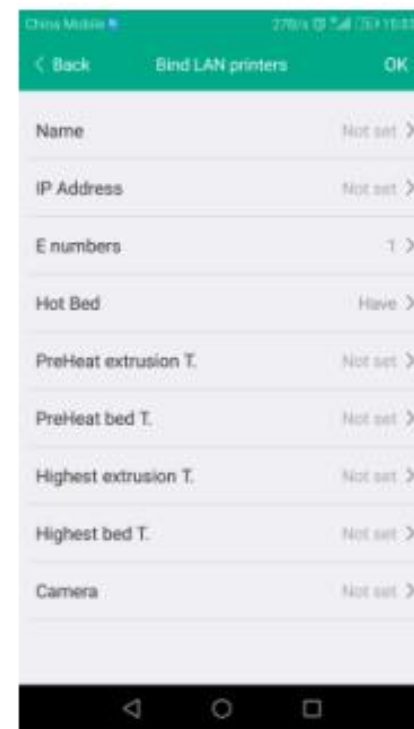 China Mobile
< Back Bind LAN printers OK
Name Not set >
IP Address Not set >
E numbers 1 >
Hot Bed Have >
PreHeat extrusion T. Not set >
PreHeat bed T. Not set >
Highest extrusion T. Not set >
Highest bed T. Not set >
Camera Not set >